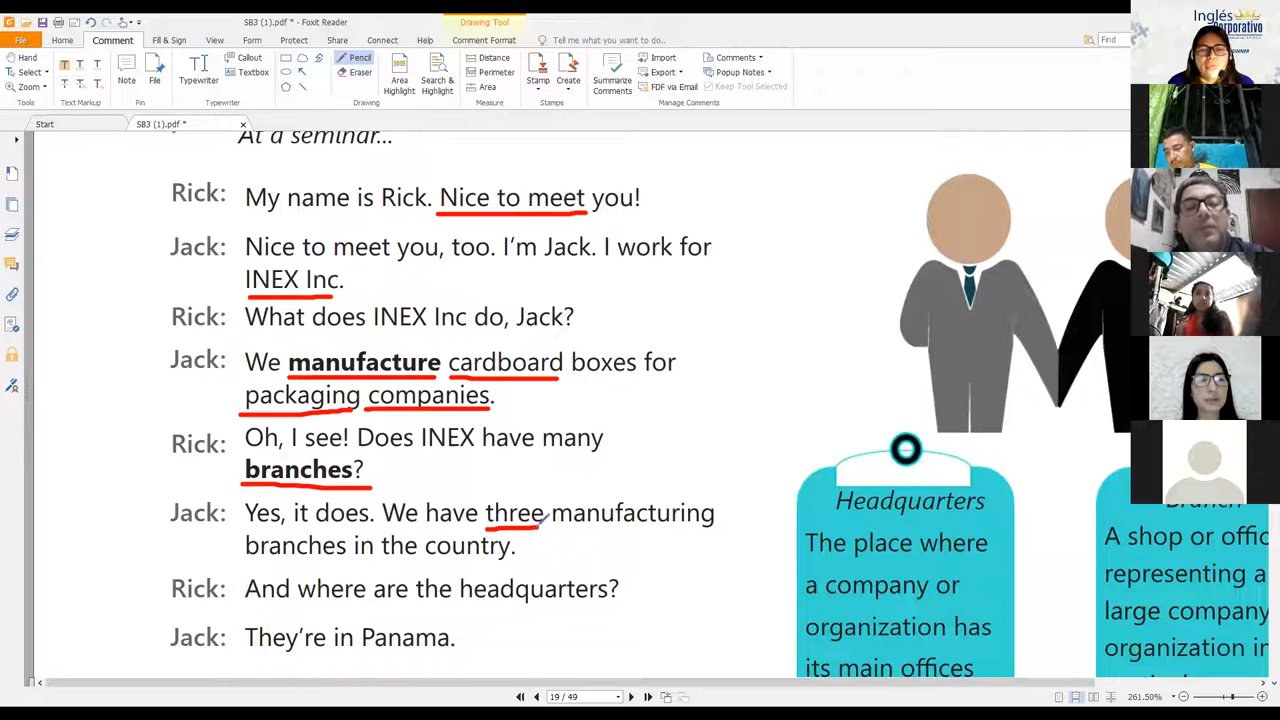 SB3 (1).pdf * - Foxit Reader
Drawing Tool
File Home Comment Fill & Sign View Form Protect Share Connect Help Comment Format Tell me what you want to do... Find
Hand
Select
Zoom
Tools
Text Markup
Note
File
Pin
Typewriter
Callout
Textbox
Typewriter
Pencil
Eraser
Drawing
Area Highlight
Search & Highlight
Distance
Perimeter
Area
Measure
Stamp
Create
Stamps
Summarize Comments
Import
Export
FDF via Email
Comments
Popup Notes
Keep Tool Selected
Manage Comments
Start
SB3 (1).pdf *
At a seminar...
Rick: My name is Rick. Nice to meet you!
Jack: Nice to meet you, too. I'm Jack. I work for
INEX Inc.
Rick: What does INEX Inc do, Jack?
Jack: We manufacture cardboard boxes for
packaging companies.
Rick: Oh, I see! Does INEX have many
branches?
Jack: Yes, it does. We have three manufacturing
branches in the country.
Rick: And where are the headquarters?
Jack: They're in Panama.
Headquarters
The place where
a company or
organization has
its main offices
Branch
A shop or offic
representing a
large company
organization in
Inglés
Corporativo
19 / 49
261.50%